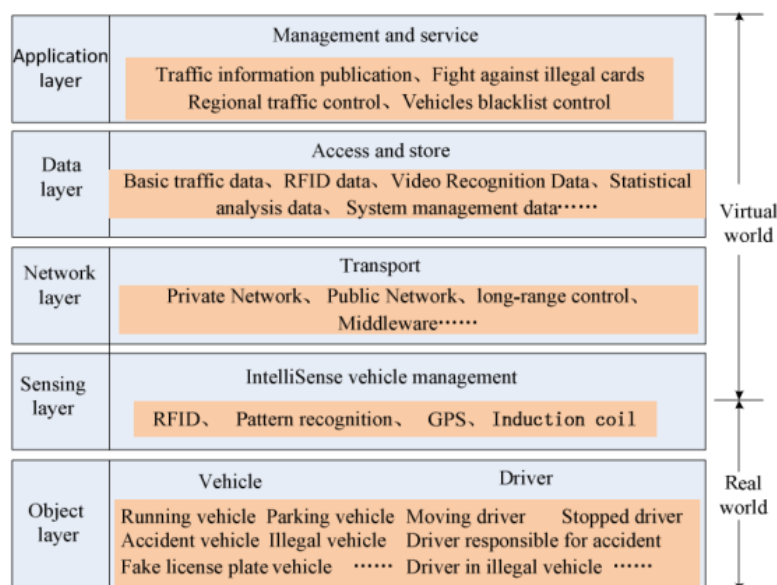 Application
layer
Management and service
Traffic information publication、Fight against illegal cards
Regional traffic control、Vehicles blacklist control
Data
layer
Access and store
Basic traffic data、RFID data、Video Recognition Data、Statistical
analysis data、 System management data······
Network
layer
Transport
Private Network、 Public Network、long-range control、
Middleware······
Sensing
layer
IntelliSense vehicle management
RFID、 Pattern recognition、 GPS、 Induction coil
Object
layer
Vehicle
Driver
Running vehicle Parking vehicle Moving driver Stopped driver
Accident vehicle Illegal vehicle Driver responsible for accident
Fake license plate vehicle ······ Driver in illegal vehicle ······
Virtual
world
Real
world